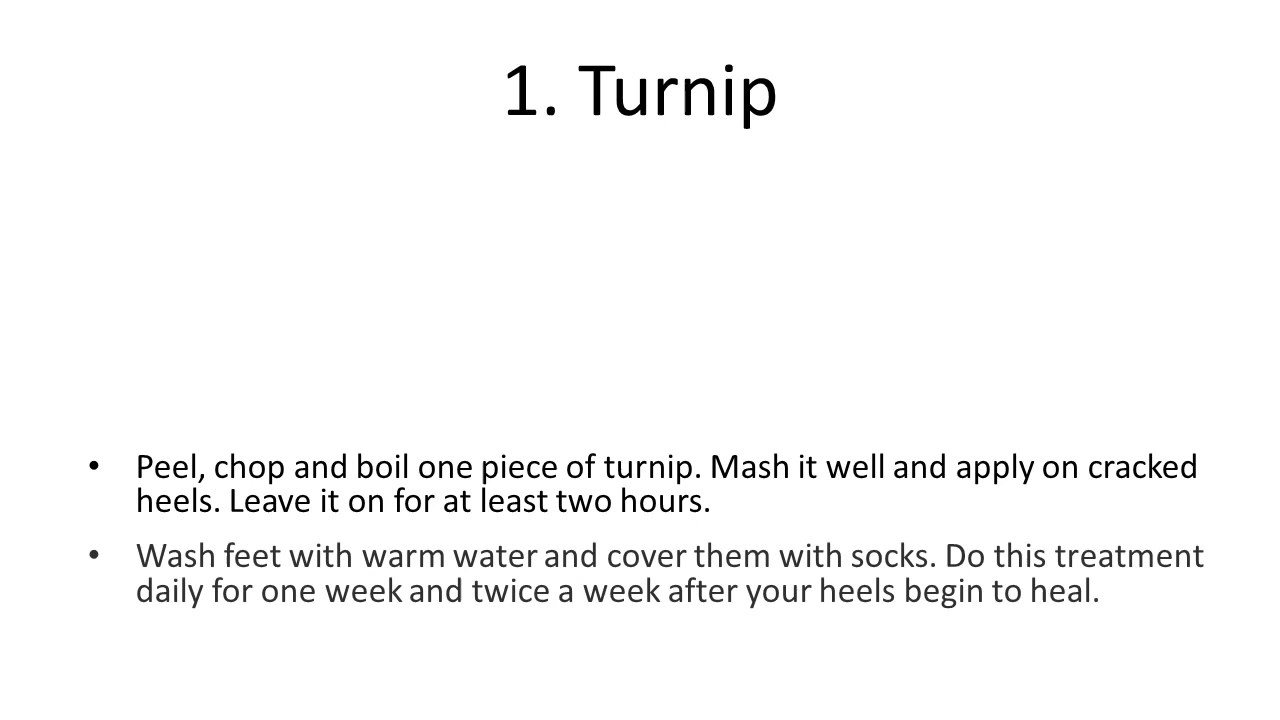 1. Turnip
• Peel, chop and boil one piece of turnip. Mash it well and apply on cracked
heels. Leave it on for at least two hours.
• Wash feet with warm water and cover them with socks. Do this treatment
daily for one week and twice a week after your heels begin to heal.